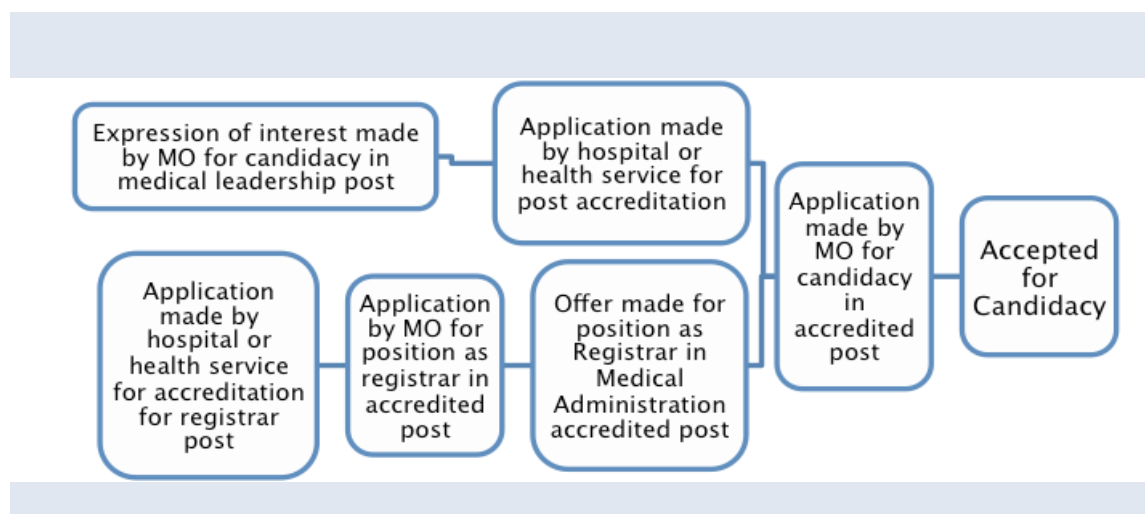 Expression of interest made
by MO for candidacy in
medical leadership post
Application made
by hospital or
health service for
post accreditation
Application
made by
hospital or
health service
for accreditation
for registrar
post
Application
by MO for
position as
registrar in
accredited
post
Offer made for
position as
Registrar in
Medical
Administration
accredited post
Application
made by
MO for
candidacy
in
accredited
post
Accepted
for
Candidacy